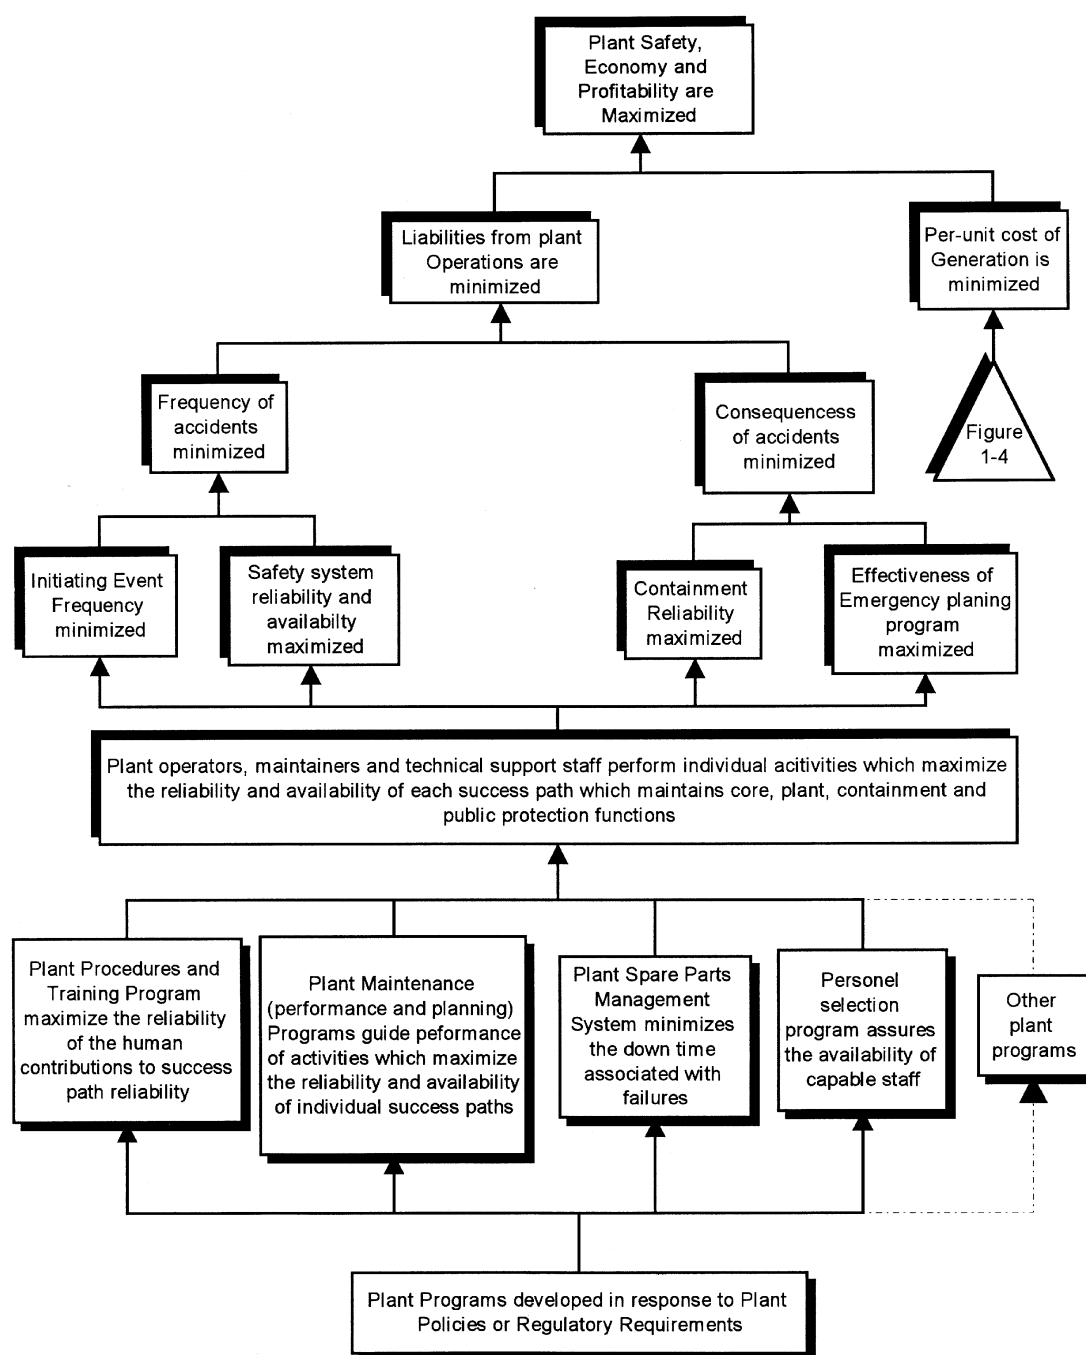 Plant Safety,
Economy and
Profitability are
Maximized
Liabilities from plant
Operations are
minimized
Per-unit cost of
Generation is
minimized
Frequency of
accidents
minimized
Consequencess
of accidents
minimized
Figure
1-4
Initiating Event
Frequency
minimized
Safety system
reliability and
availabilty
maximized
Containment
Reliability
maximized
Effectiveness of
Emergency planing
program
maximized
Plant operators, maintainers and technical support staff perform individual acitivities which maximize
the reliability and availability of each success path which maintains core, plant, containment and
public protection functions
Plant Procedures and
Training Program
maximize the reliability
of the human
contributions to success
path reliability
Plant Maintenance
(performance and planning)
Programs guide peformance
of activities which maximize
the reliability and availability
of individual success paths
Plant Spare Parts
Management
System minimizes
the down time
associated with
failures
Personel
selection
program assures
the availability of
capable staff
Other
plant
programs
Plant Programs developed in response to Plant
Policies or Regulatory Requirements